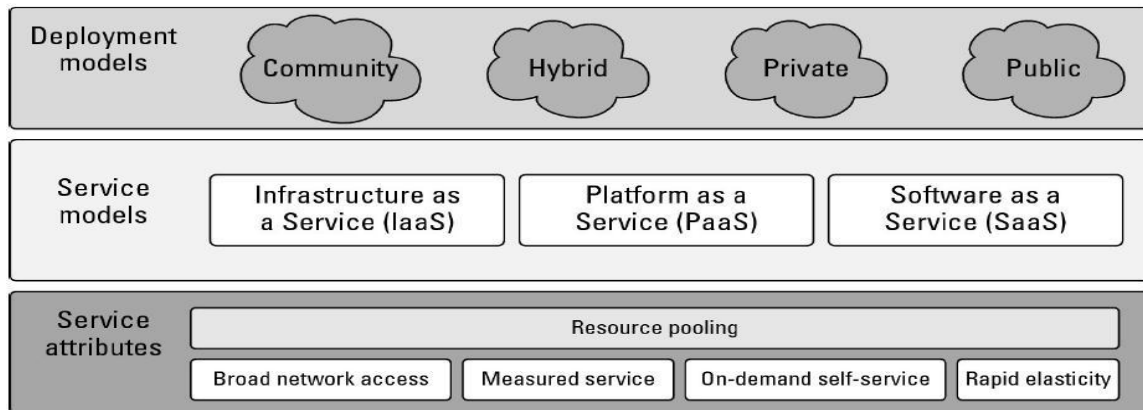 Deployment
models
Community
Hybrid
Private
Public
Service
models
Infrastructure as
a Service (IaaS)
Platform as a
Service (PaaS)
Software as a
Service (SaaS)
Service
attributes
Resource pooling
Broad network access
Measured service
On-demand self-service
Rapid elasticity